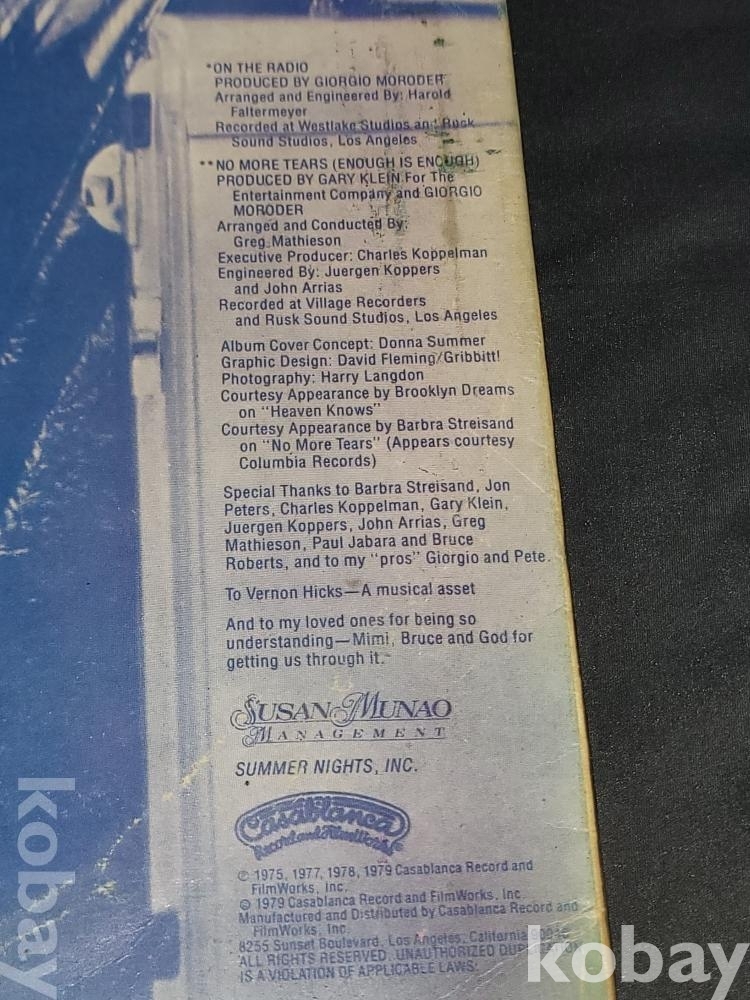 *ON THE RADIO
PRODUCED BY GIORGIO MORODER
Arranged and Engineered By: Harold
Faltermeyer
Recorded at Westlake Studios and Rusk
Sound Studios, Los Angeles
**NO MORE TEARS (ENOUGH IS ENOUGH)
PRODUCED BY GARY KLEIN For The
Entertainment Company and GIORGIO
MORODER
Arranged and Conducted By:
Greg Mathieson
Executive Producer: Charles Koppelman
Engineered By: Juergen Koppers
and John Arrias
Recorded at Village Recorders
and Rusk Sound Studios, Los Angeles
Album Cover Concept: Donna Summer
Graphic Design: David Fleming/Gribbitt!
Photography: Harry Langdon
Courtesy Appearance by Brooklyn Dreams
on "Heaven Knows"
Courtesy Appearance by Barbra Streisand
on "No More Tears" (Appears courtesy
Columbia Records)
Special Thanks to Barbra Streisand, Jon
Peters, Charles Koppelman, Gary Klein,
Juergen Koppers, John Arrias, Greg
Mathieson, Paul Jabara and Bruce
Roberts, and to my "pros" Giorgio and Pete.
To Vernon Hicks—A musical asset
And to my loved ones for being so
understanding—Mimi, Bruce and God for
getting us through it.
SUSAN MUNAO
MANAGEMENT
SUMMER NIGHTS, INC.
Casablanca
Record and FilmWorks
℗ 1975, 1977, 1978, 1979 Casablanca Record and
FilmWorks, Inc.
© 1979 Casablanca Record and FilmWorks, Inc.
Manufactured and Distributed by Casablanca Record and
FilmWorks, Inc.
8255 Sunset Boulevard, Los Angeles, California
ALL RIGHTS RESERVED. UNAUTHORIZED
IS A VIOLATION OF APPLICABLE LAWS.
kobay
kobay